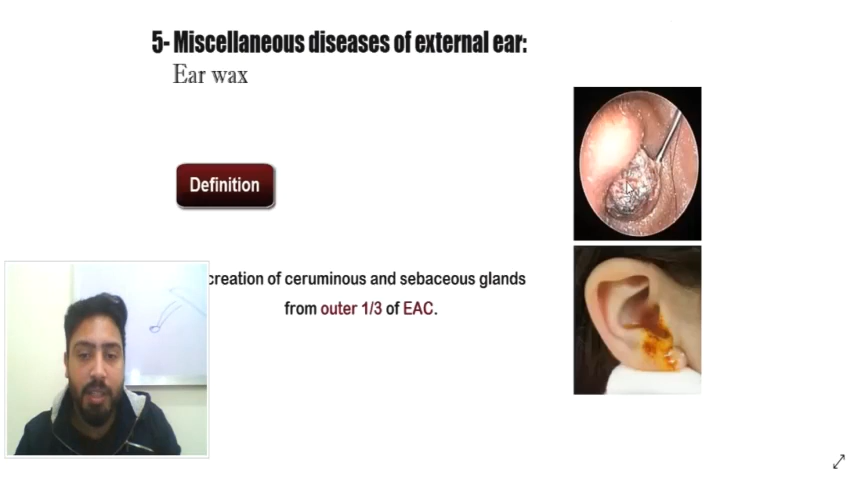 5- Miscellaneous diseases of external ear:
Ear wax
Definition
creation of ceruminous and sebaceous glands
from outer 1/3 of EAC.